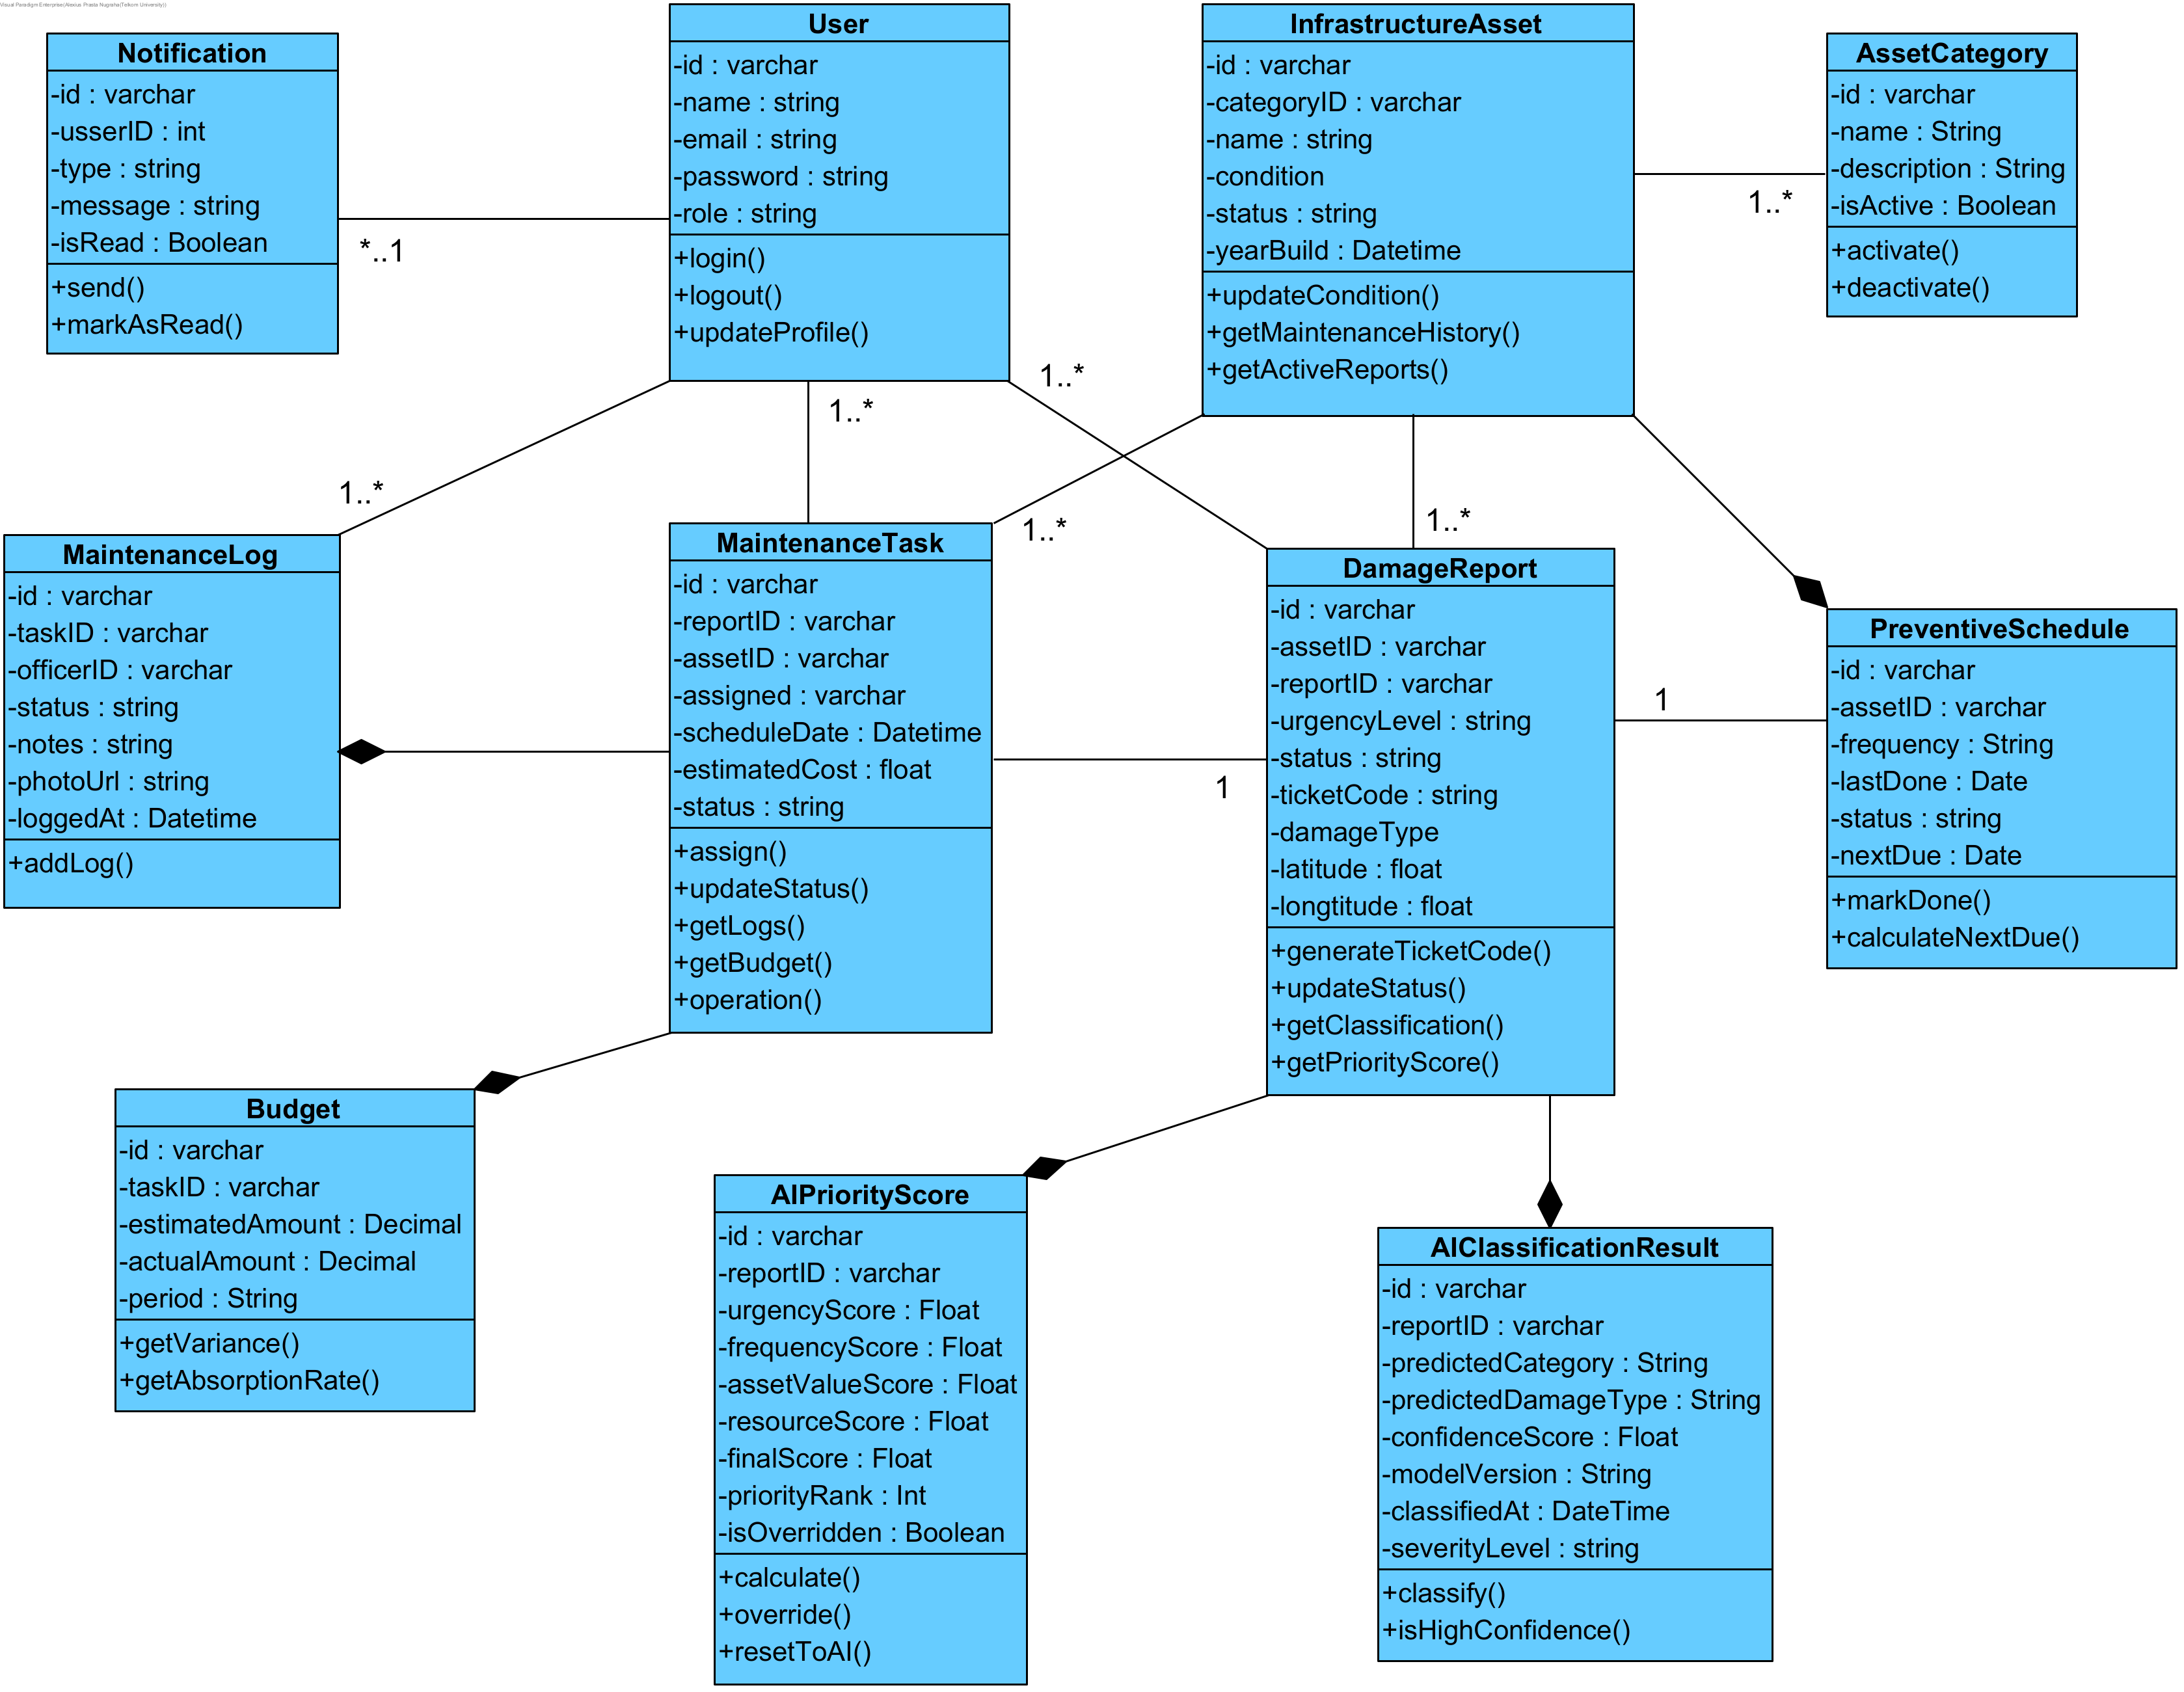 Visual Paradigm Enterprise(Alexius Prasta Nugraha(Telkom University))
Notification
-id : varchar
-usserID : int
-type : string
-message : string
-isRead : Boolean
+send()
+markAsRead()
User
-id : varchar
-name : string
-email : string
-password : string
-role : string
+login()
+logout()
+updateProfile()
InfrastructureAsset
-id : varchar
-categoryID : varchar
-name : string
-condition
-status : string
-yearBuild : Datetime
+updateCondition()
+getMaintenanceHistory()
+getActiveReports()
AssetCategory
-id : varchar
-name : String
-description : String
-isActive : Boolean
+activate()
+deactivate()
*..1
1..*
1..*
1..*
1..*
1..*
1..*
MaintenanceLog
-id : varchar
-taskID : varchar
-officerID : varchar
-status : string
-notes : string
-photoUrl : string
-loggedAt : Datetime
+addLog()
MaintenanceTask
-id : varchar
-reportID : varchar
-assetID : varchar
-assigned : varchar
-scheduleDate : Datetime
-estimatedCost : float
-status : string
+assign()
+updateStatus()
+getLogs()
+getBudget()
+operation()
1
DamageReport
-id : varchar
-assetID : varchar
-reportID : varchar
-urgencyLevel : string
-status : string
-ticketCode : string
-damageType
-latitude : float
-longtitude : float
+generateTicketCode()
+updateStatus()
+getClassification()
+getPriorityScore()
1
PreventiveSchedule
-id : varchar
-assetID : varchar
-frequency : String
-lastDone : Date
-status : string
-nextDue : Date
+markDone()
+calculateNextDue()
Budget
-id : varchar
-taskID : varchar
-estimatedAmount : Decimal
-actualAmount : Decimal
-period : String
+getVariance()
+getAbsorptionRate()
AIPriorityScore
-id : varchar
-reportID : varchar
-urgencyScore : Float
-frequencyScore : Float
-assetValueScore : Float
-resourceScore : Float
-finalScore : Float
-priorityRank : Int
-isOverridden : Boolean
+calculate()
+override()
+resetToAI()
AIClassificationResult
-id : varchar
-reportID : varchar
-predictedCategory : String
-predictedDamageType : String
-confidenceScore : Float
-modelVersion : String
-classifiedAt : DateTime
-severityLevel : string
+classify()
+isHighConfidence()